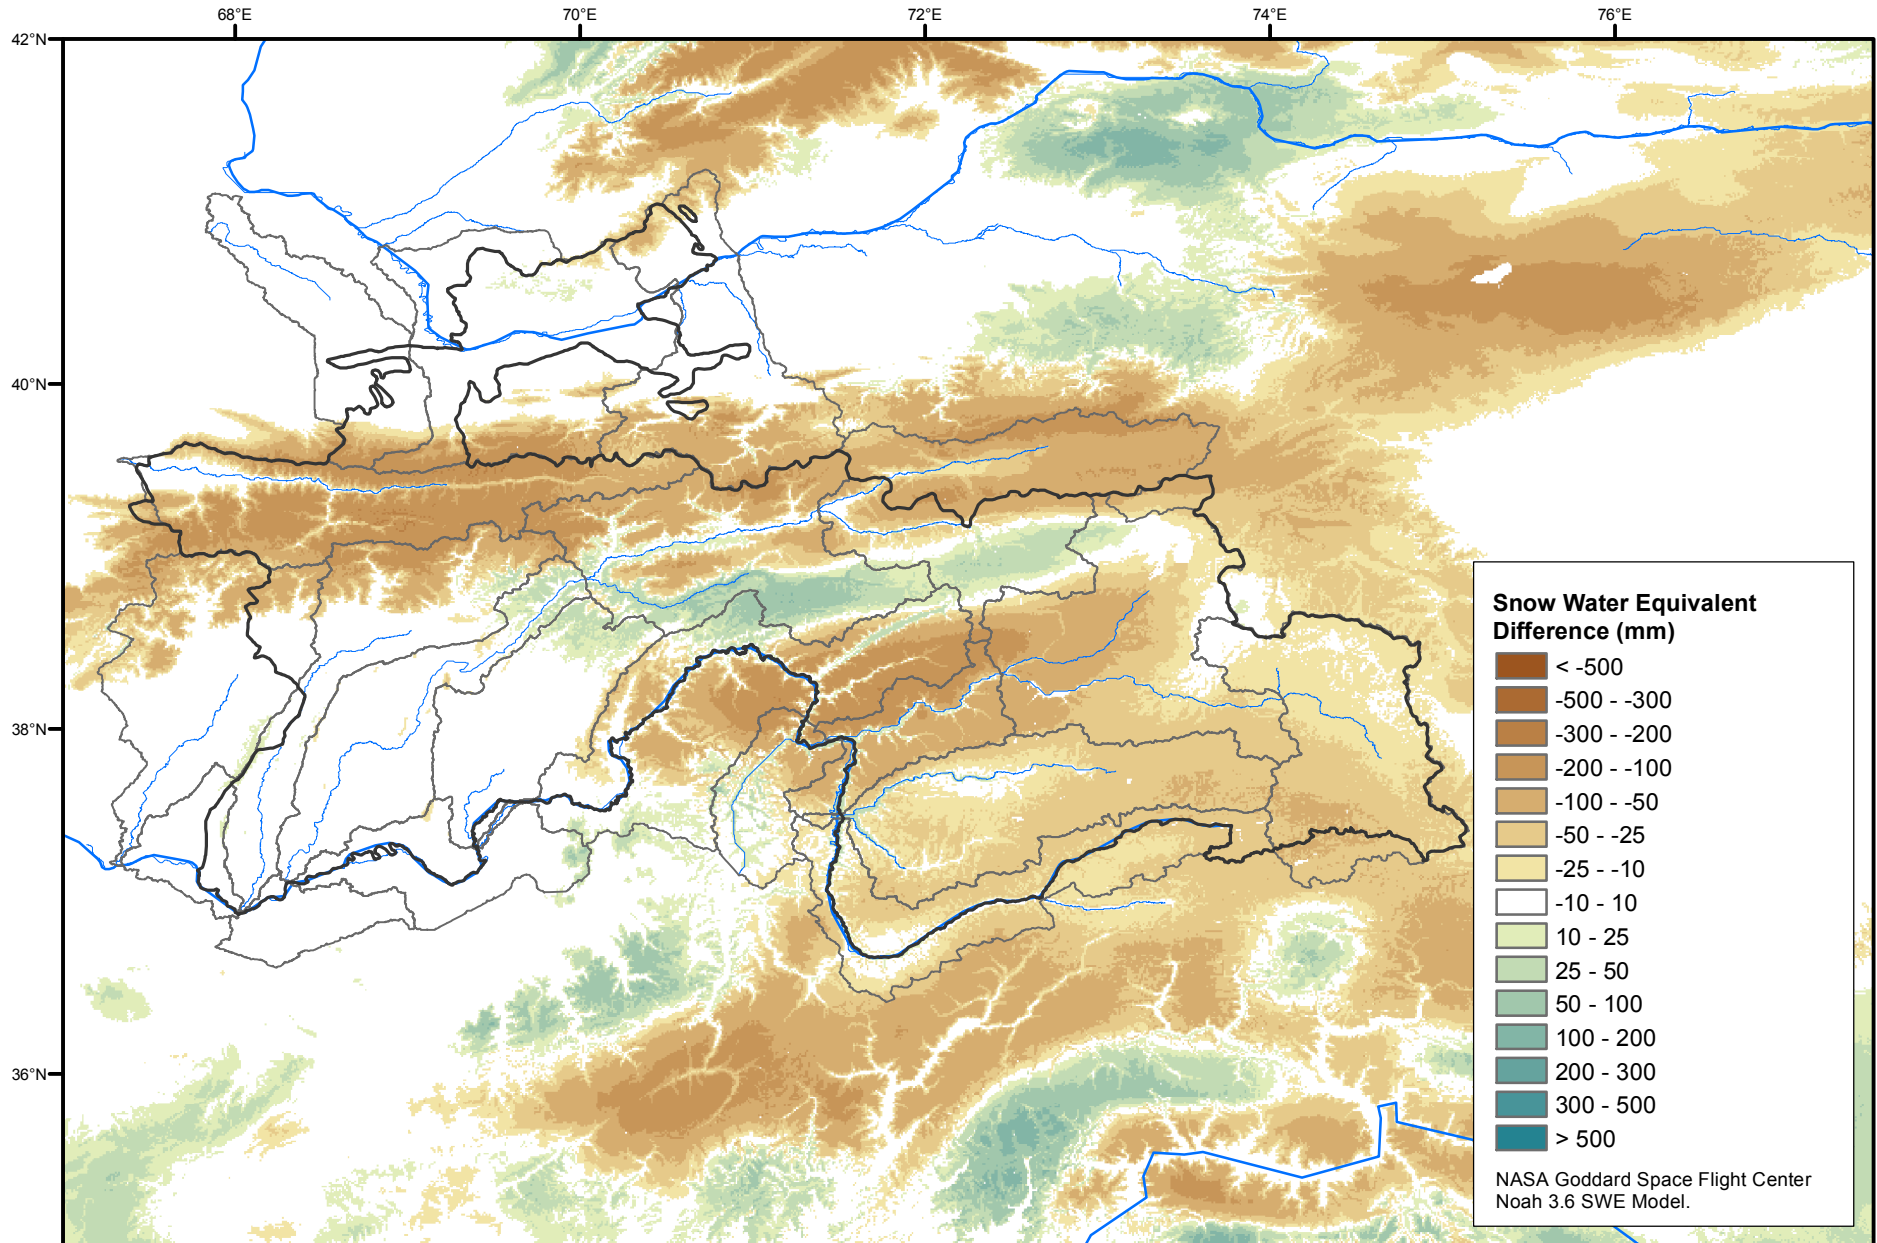 68°E
70°E
72°E
74°E
76°E
42°N
40°N
38°N
36°N
Snow Water Equivalent
Difference (mm)
< -500
-500 - -300
-300 - -200
-200 - -100
-100 - -50
-50 - -25
-25 - -10
-10 - 10
10 - 25
25 - 50
50 - 100
100 - 200
200 - 300
300 - 500
> 500
NASA Goddard Space Flight Center
Noah 3.6 SWE Model.